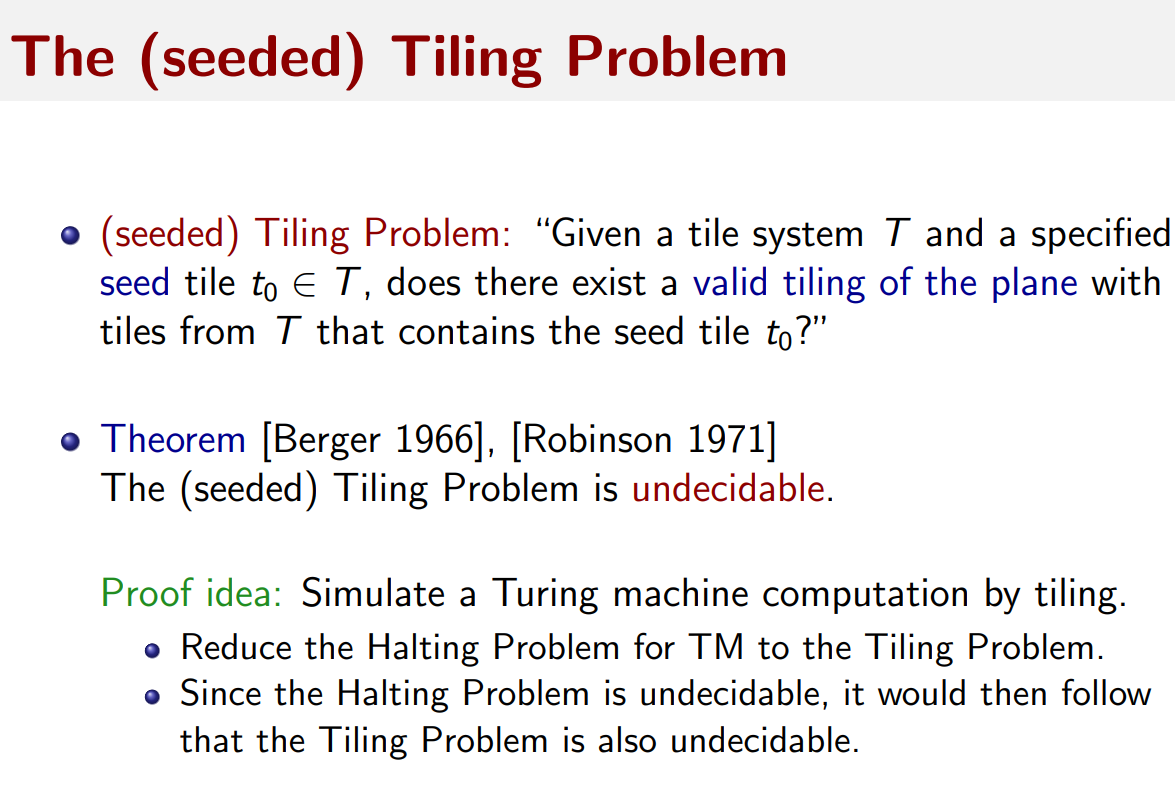 The (seeded) Tiling Problem
(seeded) Tiling Problem: “Given a tile system T and a specified
seed tile t₀ ∈ T, does there exist a valid tiling of the plane with
tiles from T that contains the seed tile t₀?”
Theorem [Berger 1966], [Robinson 1971]
The (seeded) Tiling Problem is undecidable.
Proof idea: Simulate a Turing machine computation by tiling.
Reduce the Halting Problem for TM to the Tiling Problem.
Since the Halting Problem is undecidable, it would then follow
that the Tiling Problem is also undecidable.